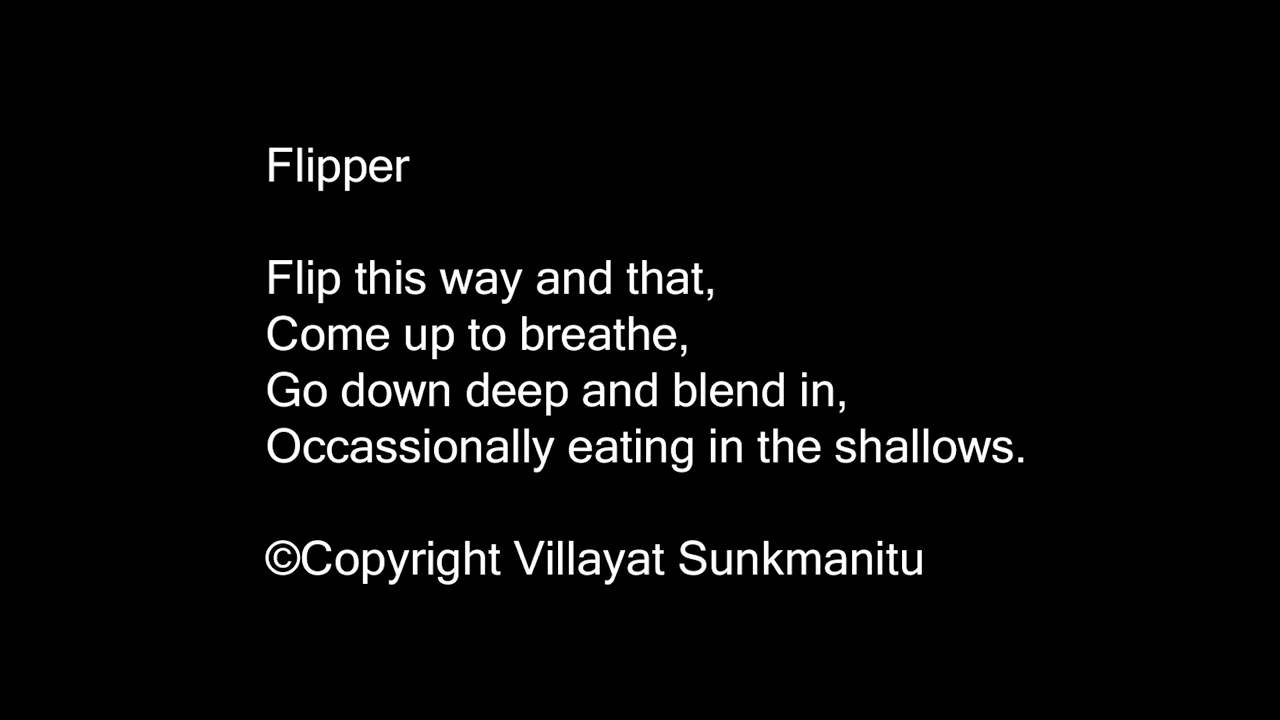 Flipper
Flip this way and that,
Come up to breathe,
Go down deep and blend in,
Occassionally eating in the shallows.
©Copyright Villayat Sunkmanitu